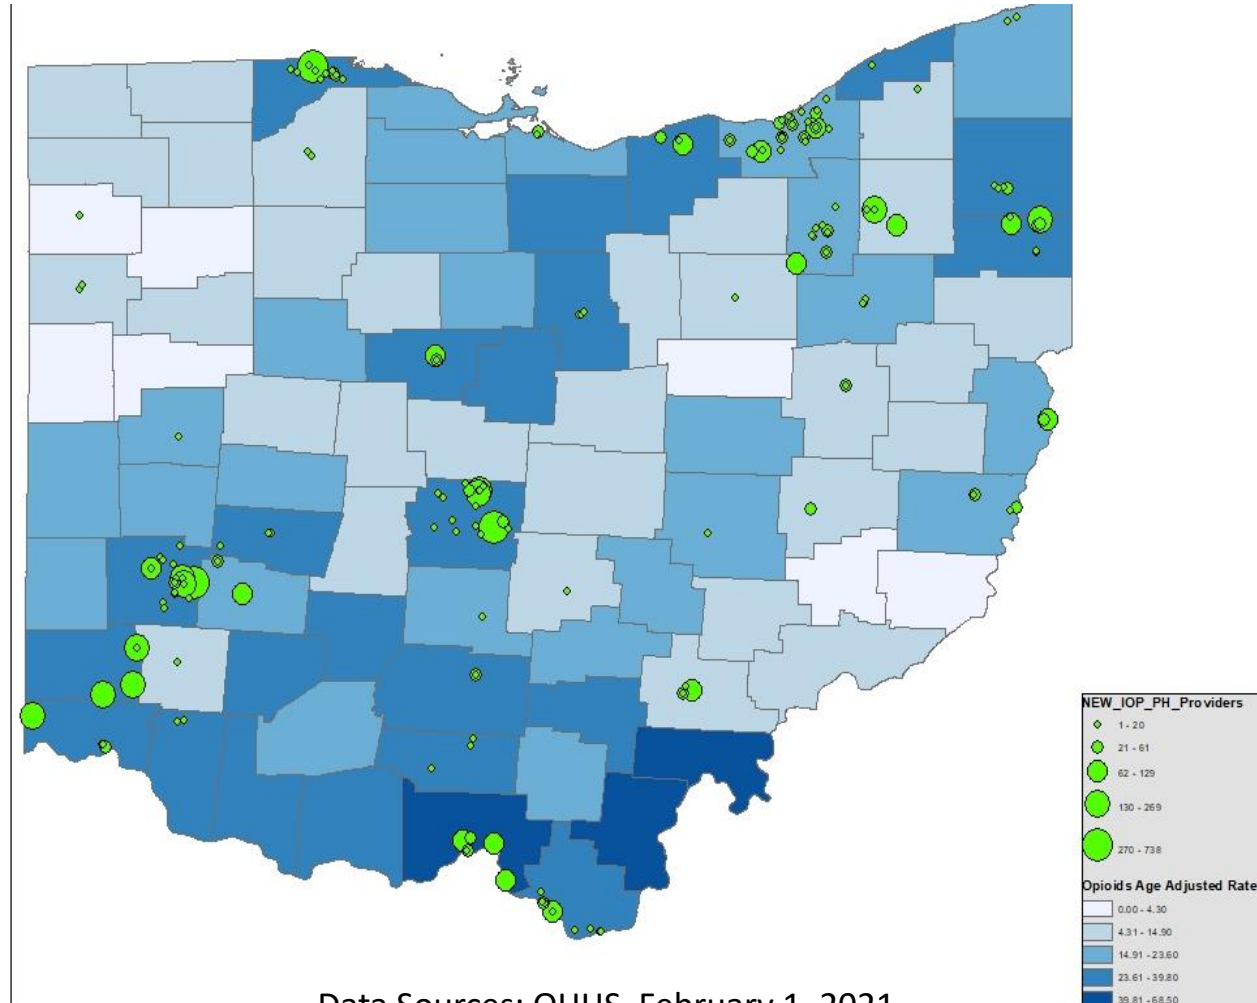 NEW_IOP_PH_Providers
1 - 20
21 - 61
62 - 129
130 - 269
270 - 738
Opioids Age Adjusted Rate
0.00 - 4.30
4.31 - 14.90
14.91 - 23.60
23.61 - 39.80
39.81 - 68.50
Data Sources: OHHS, February 1, 2021